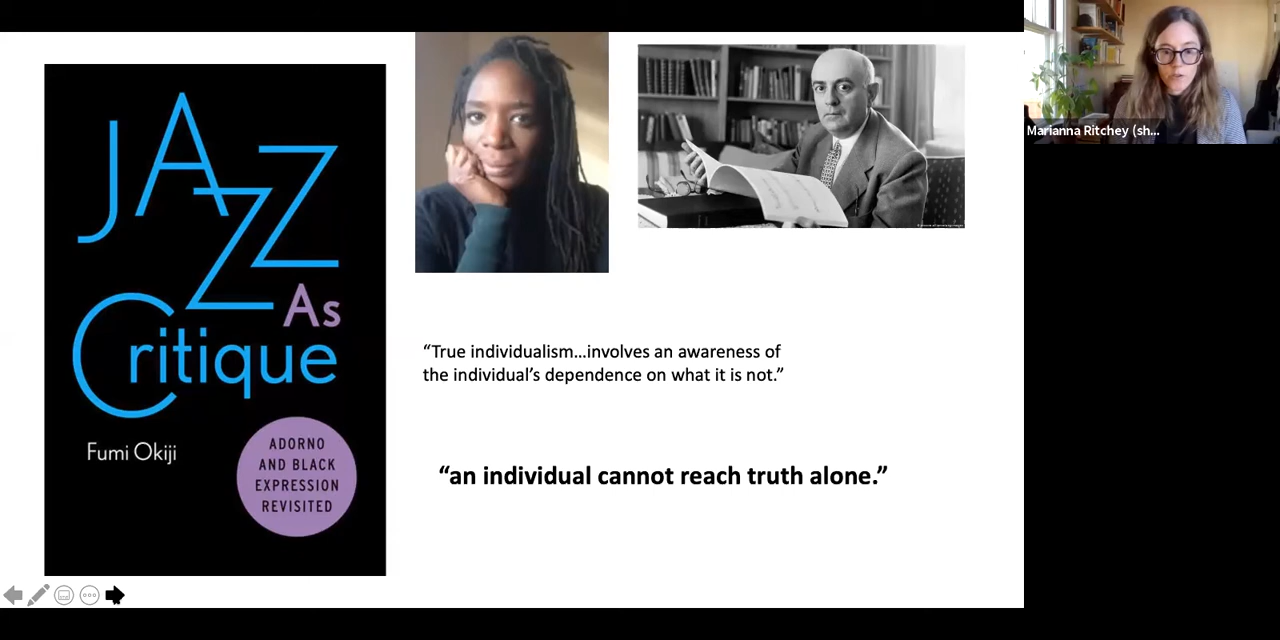 JAZZ
As
Critique
Fumi Okiji
ADORNO
AND BLACK
EXPRESSION
REVISITED
“True individualism...involves an awareness of
the individual’s dependence on what it is not.”
“an individual cannot reach truth alone.”
Marianna Ritchey (sh...